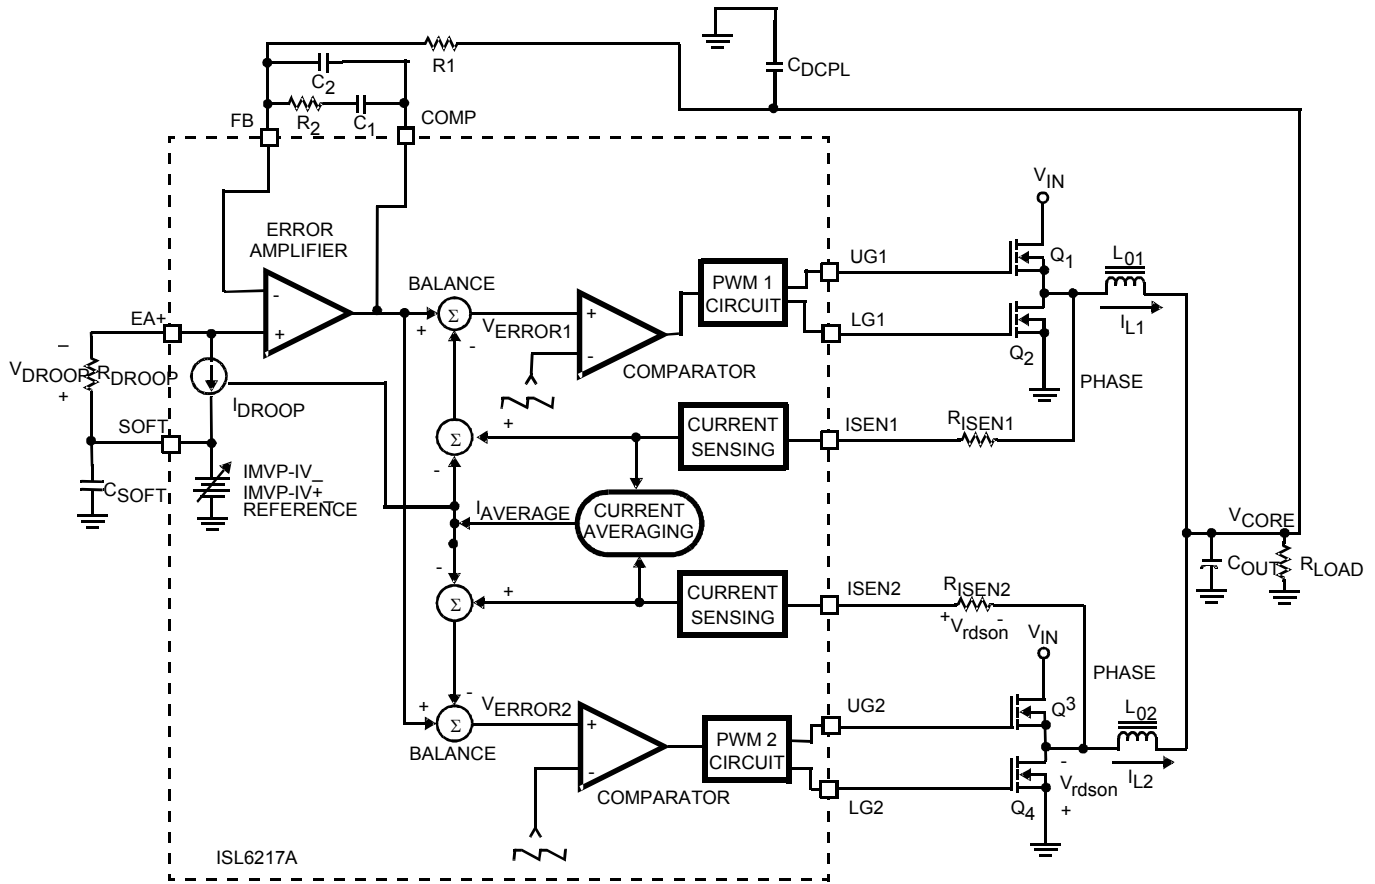 CDCPL
R1
C2
R2
C1
FB
COMP
VIN
ERROR
AMPLIFIER
-
+
EA+
BALANCE
+
Σ
-
VERROR1
+
-
COMPARATOR
PWM 1
CIRCUIT
UG1
LG1
Q1
Q2
L01
IL1
PHASE
–
VDROOP
+
RDROOP
IDROOP
SOFT
CSOFT
IMVP-IV_
IMVP-IV+_
REFERENCE
Σ
+
-
CURRENT
SENSING
ISEN1
RISEN1
IAVERAGE
CURRENT
AVERAGING
VCORE
COUT
RLOAD
-
Σ
+
CURRENT
SENSING
ISEN2
RISEN2
+ Vrdson -
VIN
PHASE
-
+
Σ
BALANCE
VERROR2
+
-
COMPARATOR
PWM 2
CIRCUIT
UG2
LG2
Q3
Q4
L02
IL2
-
Vrdson
+
ISL6217A